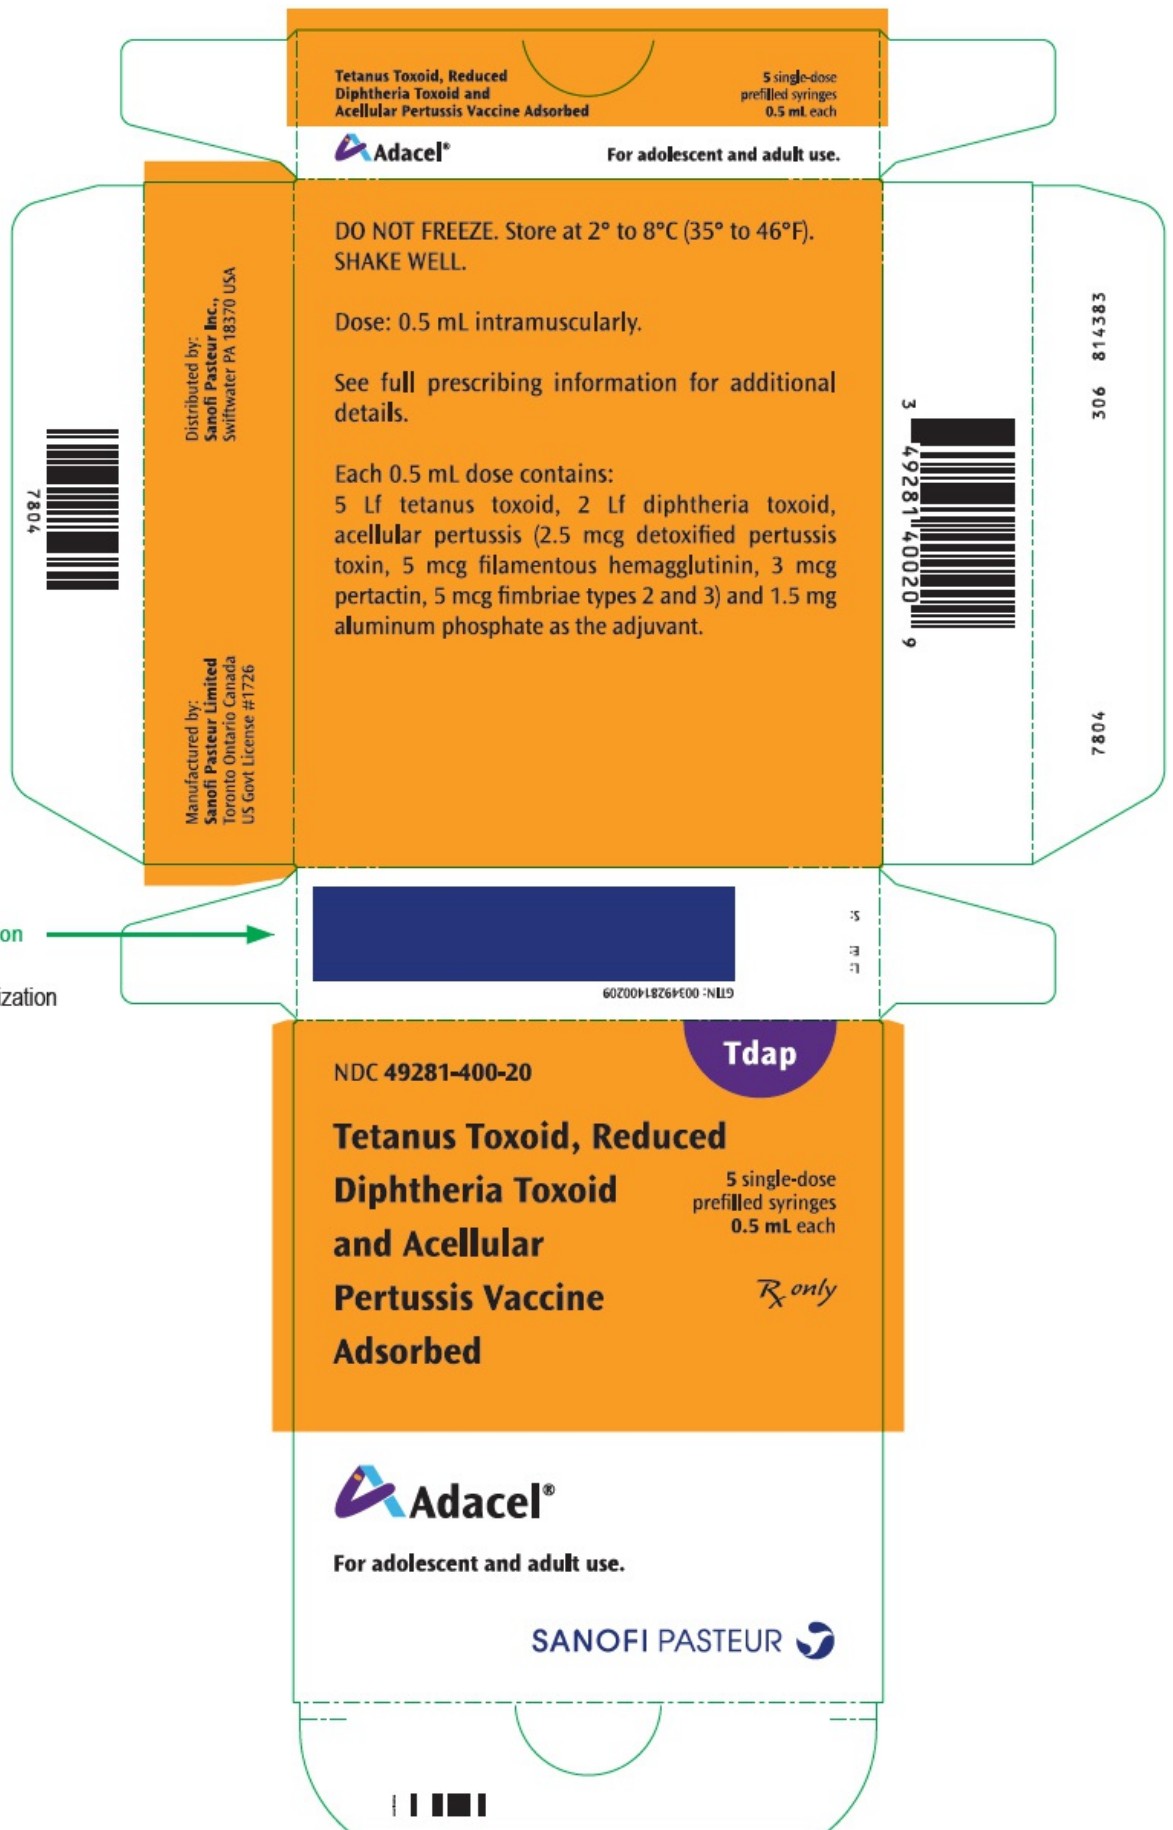 Tetanus Toxoid, Reduced
Diphtheria Toxoid and
Acellular Pertussis Vaccine Adsorbed
5 single-dose
prefilled syringes
0.5 mL each
Adacel®
For adolescent and adult use.
DO NOT FREEZE. Store at 2° to 8°C (35° to 46°F).
SHAKE WELL.
Dose: 0.5 mL intramuscularly.
See full prescribing information for additional
details.
Each 0.5 mL dose contains:
5 Lf tetanus toxoid, 2 Lf diphtheria toxoid,
acellular pertussis (2.5 mcg detoxified pertussis
toxin, 5 mcg filamentous hemagglutinin, 3 mcg
pertactin, 5 mcg fimbriae types 2 and 3) and 1.5 mg
aluminum phosphate as the adjuvant.
Distributed by:
Sanofi Pasteur Inc.,
Swiftwater PA 18370 USA
Manufactured by:
Sanofi Pasteur Limited
Toronto Ontario Canada
US Govt License #1726
7804
3 49281 40020 9
306 814383
7804
on
ization
S:
E:
L:
GTIN: 00349281400209
Tdap
NDC 49281-400-20
Tetanus Toxoid, Reduced
Diphtheria Toxoid
and Acellular
Pertussis Vaccine
Adsorbed
5 single-dose
prefilled syringes
0.5 mL each
Rx only
Adacel®
For adolescent and adult use.
SANOFI PASTEUR